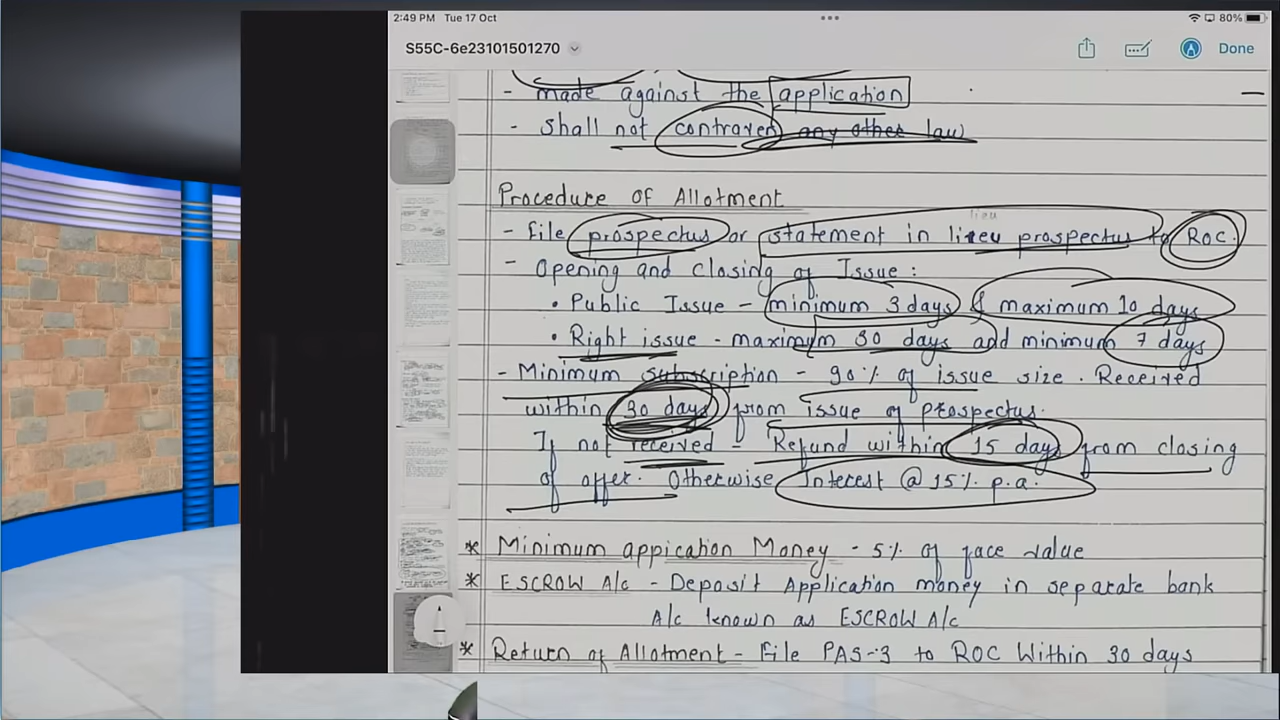 2:49 PM Tue 17 Oct
80%
S55C-6e23101501270
Done
- made against the application
- Shall not contraven any other law
Procedure of Allotment
lieu
- File prospectus or statement in lieu prospectus to ROC.
- Opening and closing of Issue :
• Public Issue - minimum 3 days & maximum 10 days
• Right issue - maximum 30 days and minimum 7 days
- Minimum subscription - 90% of issue size. Received
within 30 days from issue of prospectus.
If not received - Refund within 15 days from closing
of offer. Otherwise Interest @ 15% p.a.
* Minimum appication Money - 5% of face value
* ESCROW A/c - Deposit Application money in separate bank
A/c known as ESCROW A/c
* Return of Allotment - File PAS-3 to ROC Within 30 days